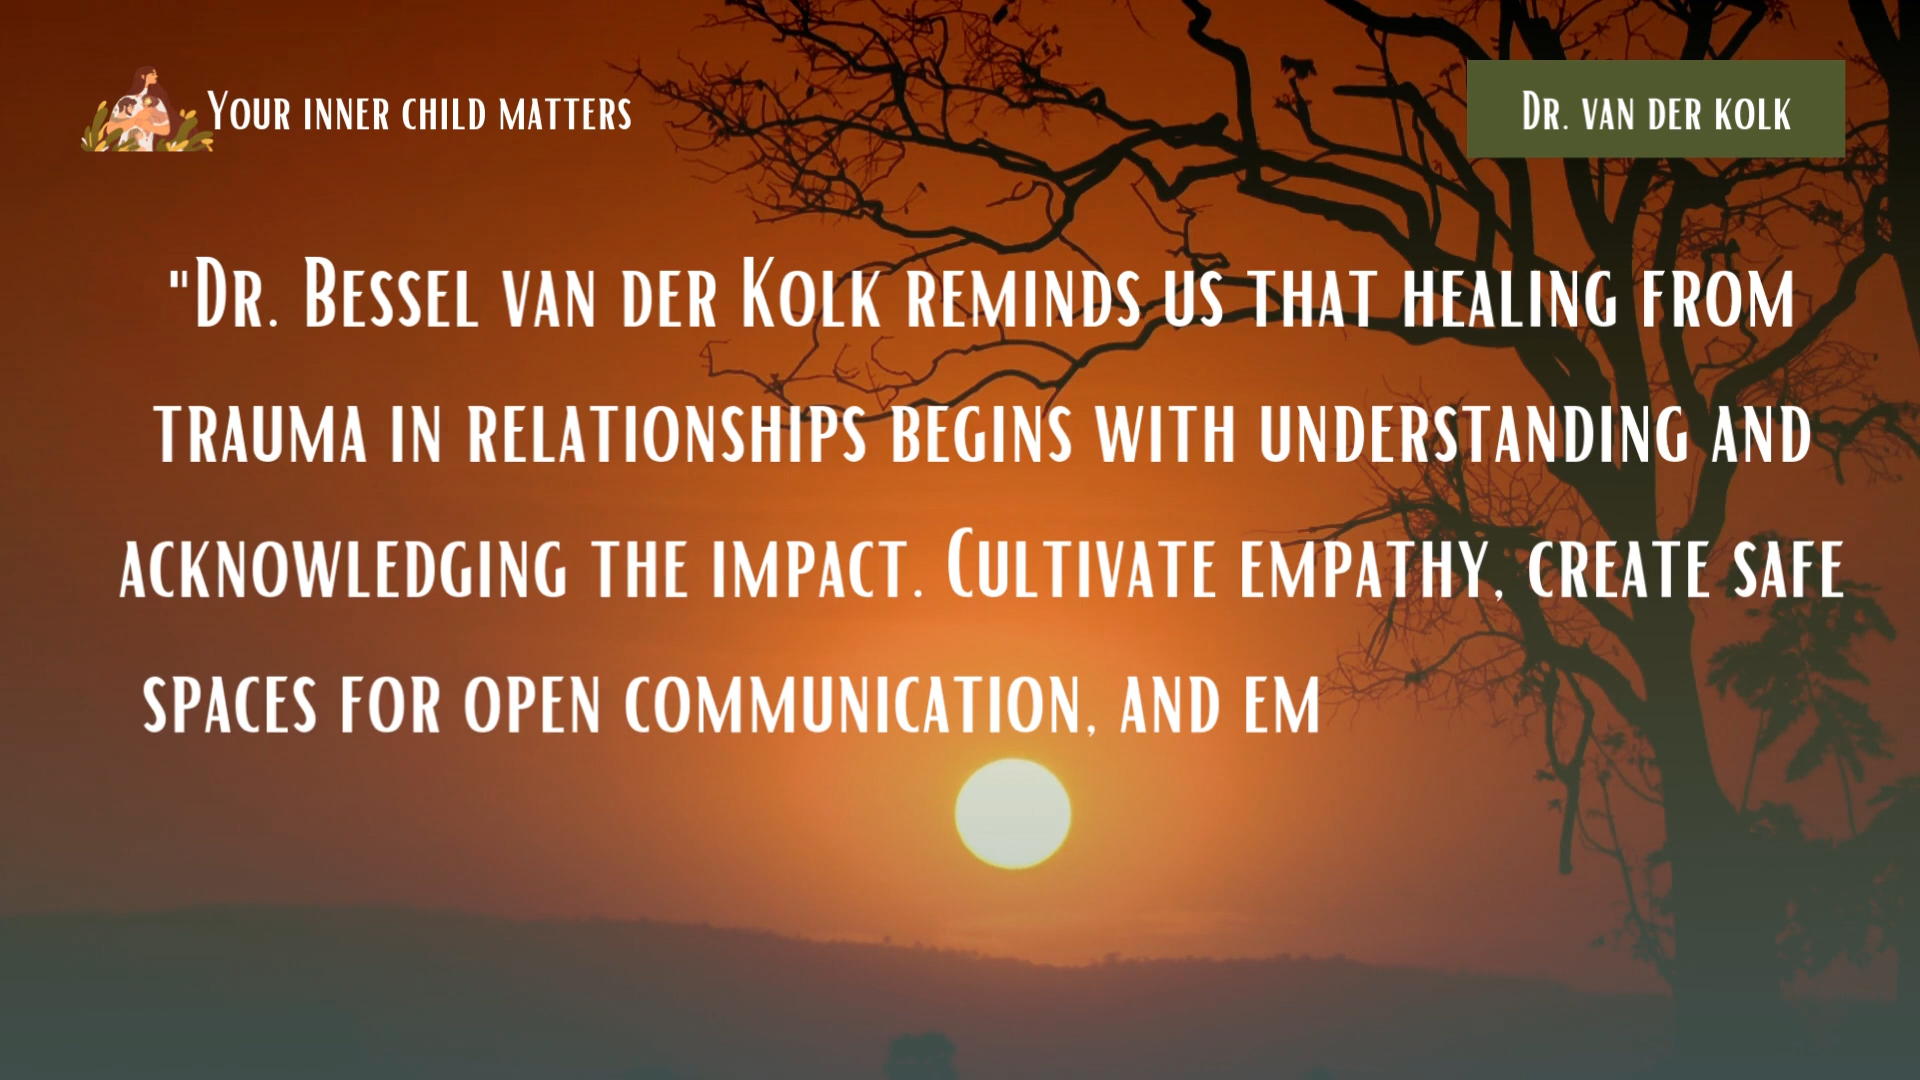 Your inner child matters
Dr. van der Kolk
"Dr. Bessel van der Kolk reminds us that healing from
trauma in relationships begins with understanding and
acknowledging the impact. Cultivate empathy, create safe
spaces for open communication, and em